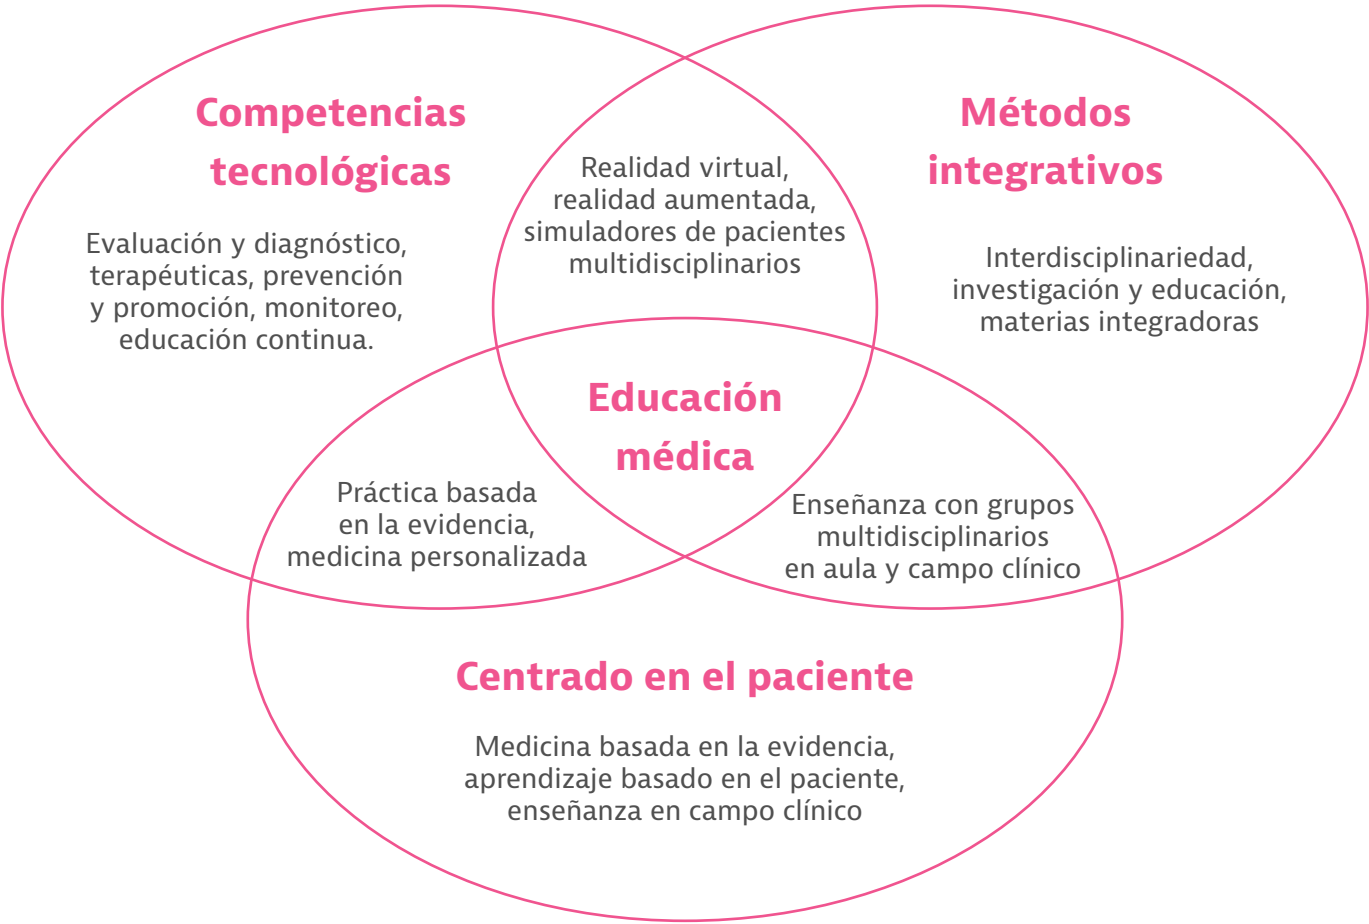 Competencias
tecnológicas
Evaluación y diagnóstico,
terapéuticas, prevención
y promoción, monitoreo,
educación continua.
Realidad virtual,
realidad aumentada,
simuladores de pacientes
multidisciplinarios
Métodos
integrativos
Interdisciplinariedad,
investigación y educación,
materias integradoras
Educación
médica
Práctica basada
en la evidencia,
medicina personalizada
Enseñanza con grupos
multidisciplinarios
en aula y campo clínico
Centrado en el paciente
Medicina basada en la evidencia,
aprendizaje basado en el paciente,
enseñanza en campo clínico